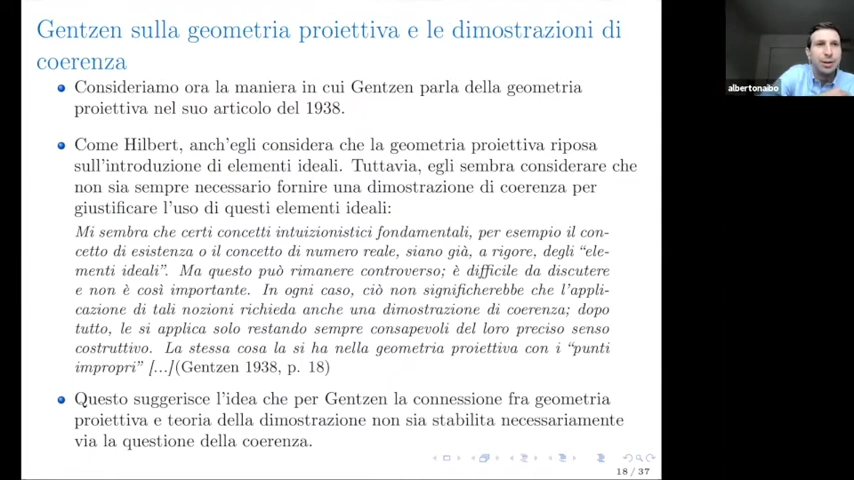 Gentzen sulla geometria proiettiva e le dimostrazioni di
coerenza
Consideriamo ora la maniera in cui Gentzen parla della geometria
proiettiva nel suo articolo del 1938.
Come Hilbert, anch'egli considera che la geometria proiettiva riposa
sull'introduzione di elementi ideali. Tuttavia, egli sembra considerare che
non sia sempre necessario fornire una dimostrazione di coerenza per
giustificare l'uso di questi elementi ideali:
Mi sembra che certi concetti intuizionistici fondamentali, per esempio il con-
cetto di esistenza o il concetto di numero reale, siano già, a rigore, degli “ele-
menti ideali”. Ma questo può rimanere controverso; è difficile da discutere
e non è così importante. In ogni caso, ciò non significherebbe che l'appli-
cazione di tali nozioni richieda anche una dimostrazione di coerenza; dopo
tutto, le si applica solo restando sempre consapevoli del loro preciso senso
costruttivo. La stessa cosa la si ha nella geometria proiettiva con i “punti
impropri” [...](Gentzen 1938, p. 18)
Questo suggerisce l'idea che per Gentzen la connessione fra geometria
proiettiva e teoria della dimostrazione non sia stabilita necessariamente
via la questione della coerenza.
18 / 37
albertonaibo